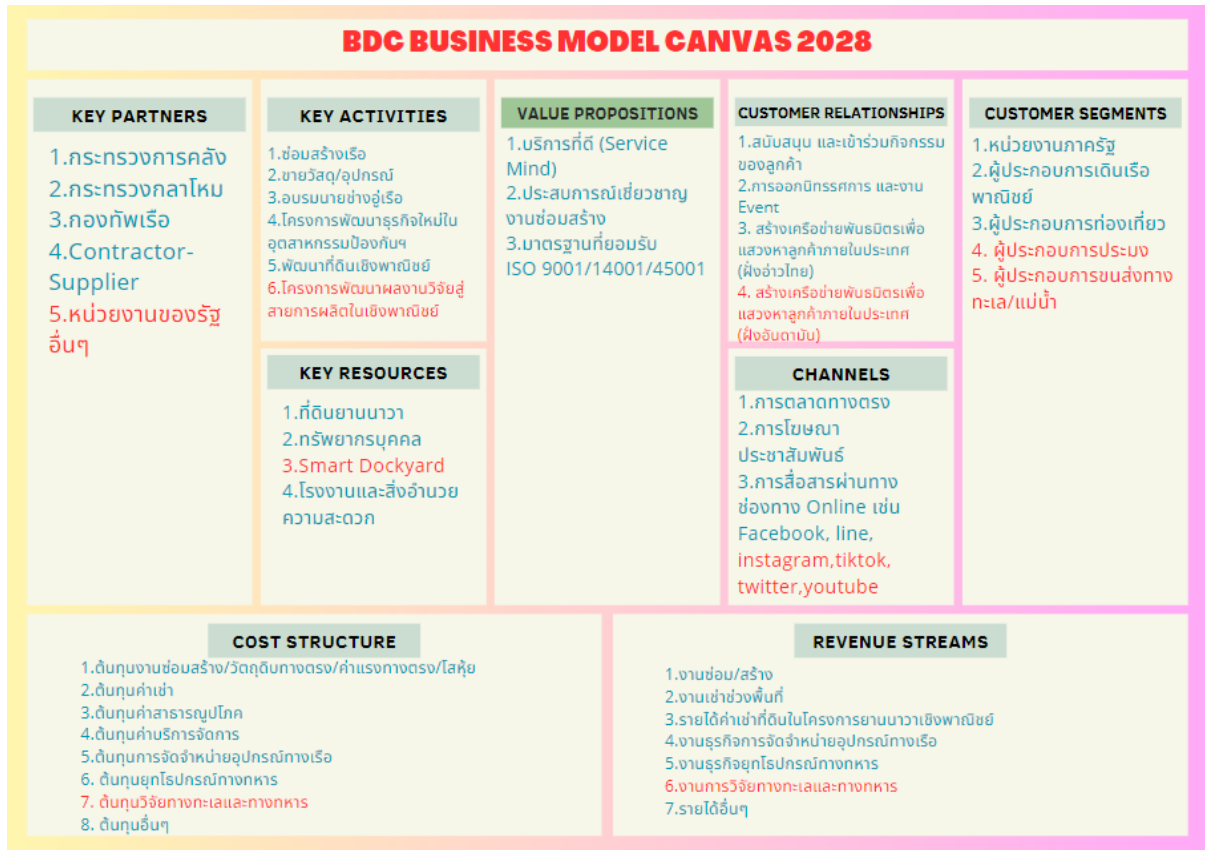 BDC BUSINESS MODEL CANVAS 2028
KEY PARTNERS
1.กระทรวงการคลัง
2.กระทรวงกลาโหม
3.กองทัพเรือ
4.Contractor-
Supplier
5.หน่วยงานของรัฐ
อื่นๆ
KEY ACTIVITIES
1.ซ่อมสร้างเรือ
2.ขายวัสดุ/อุปกรณ์
3.อบรมนายช่างอู่เรือ
4.โครงการพัฒนาธุรกิจใหม่ใน
อุตสาหกรรมป้องกันฯ
5.พัฒนาที่ดินเชิงพาณิชย์
6.โครงการพัฒนาผลงานวิจัยสู่
สายการผลิตในเชิงพาณิชย์
KEY RESOURCES
1.ที่ดินยานนาวา
2.ทรัพยากรบุคคล
3.Smart Dockyard
4.โรงงานและสิ่งอำนวย
ความสะดวก
VALUE PROPOSITIONS
1.บริการที่ดี (Service
Mind)
2.ประสบการณ์เชี่ยวชาญ
งานซ่อมสร้าง
3.มาตรฐานที่ยอมรับ
ISO 9001/14001/45001
CUSTOMER RELATIONSHIPS
1.สนับสนุน และเข้าร่วมกิจกรรม
ของลูกค้า
2.การออกนิทรรศการ และงาน
Event
3. สร้างเครือข่ายพันธมิตรเพื่อ
แสวงหาลูกค้าภายในประเทศ
(ฝั่งอ่าวไทย)
4. สร้างเครือข่ายพันธมิตรเพื่อ
แสวงหาลูกค้าภายในประเทศ
(ฝั่งอันดามัน)
CHANNELS
1.การตลาดทางตรง
2.การโฆษณา
ประชาสัมพันธ์
3.การสื่อสารผ่านทาง
ช่องทาง Online เช่น
Facebook, line,
instagram,tiktok,
twitter,youtube
CUSTOMER SEGMENTS
1.หน่วยงานภาครัฐ
2.ผู้ประกอบการเดินเรือ
พาณิชย์
3.ผู้ประกอบการท่องเที่ยว
4. ผู้ประกอบการประมง
5. ผู้ประกอบการขนส่งทาง
ทะเล/แม่น้ำ
COST STRUCTURE
1.ต้นทุนงานซ่อมสร้าง/วัตถุดิบทางตรง/ค่าแรงทางตรง/โสหุ้ย
2.ต้นทุนค่าเช่า
3.ต้นทุนค่าสาธารณูปโภค
4.ต้นทุนค่าบริการจัดการ
5.ต้นทุนการจัดจำหน่ายอุปกรณ์ทางเรือ
6. ต้นทุนยุทโธปกรณ์ทางทหาร
7. ต้นทุนวิจัยทางทะเลและทางทหาร
8. ต้นทุนอื่นๆ
REVENUE STREAMS
1.งานซ่อม/สร้าง
2.งานเช่าช่วงพื้นที่
3.รายได้ค่าเช่าที่ดินในโครงการยานนาวาเชิงพาณิชย์
4.งานธุรกิจการจัดจำหน่ายอุปกรณ์ทางเรือ
5.งานธุรกิจยุทโธปกรณ์ทางทหาร
6.งานการวิจัยทางทะเลและทางทหาร
7.รายได้อื่นๆ